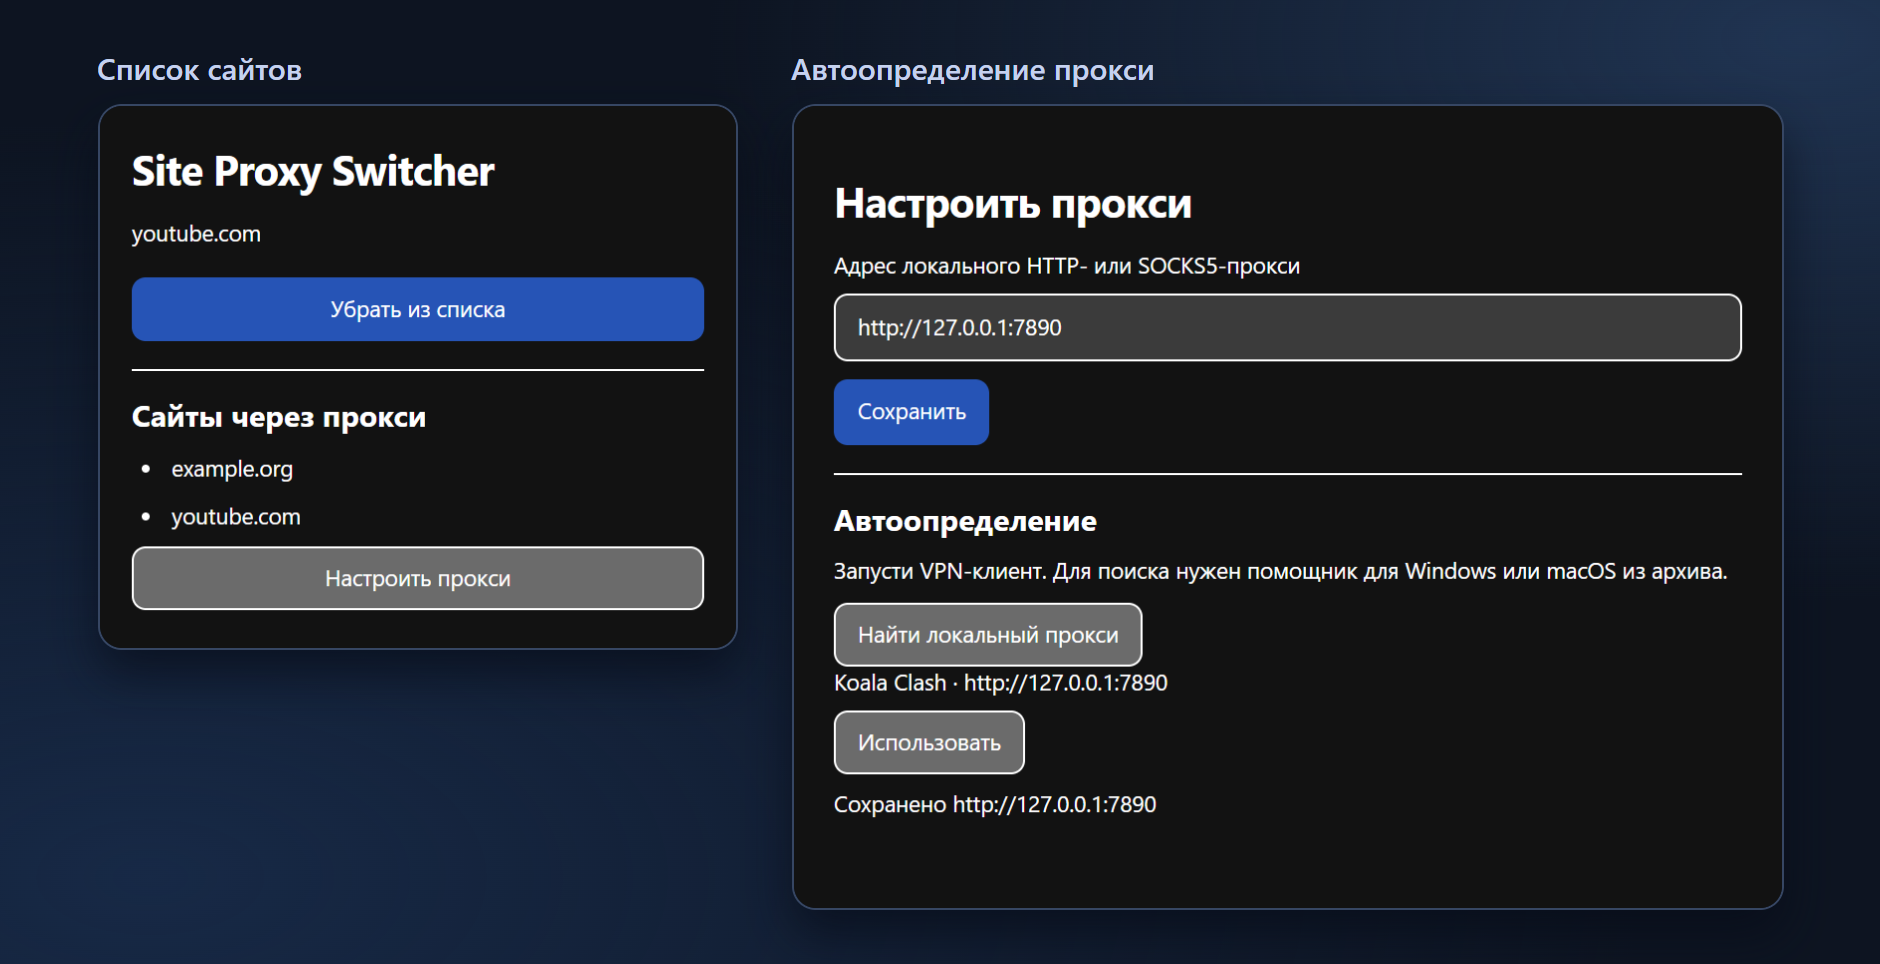 Список сайтов
Site Proxy Switcher
youtube.com
Убрать из списка
Сайты через прокси
example.org
youtube.com
Настроить прокси
Автоопределение прокси
Настроить прокси
Адрес локального HTTP- или SOCKS5-прокси
http://127.0.0.1:7890
Сохранить
Автоопределение
Запусти VPN-клиент. Для поиска нужен помощник для Windows или macOS из архива.
Найти локальный прокси
Koala Clash · http://127.0.0.1:7890
Использовать
Сохранено http://127.0.0.1:7890